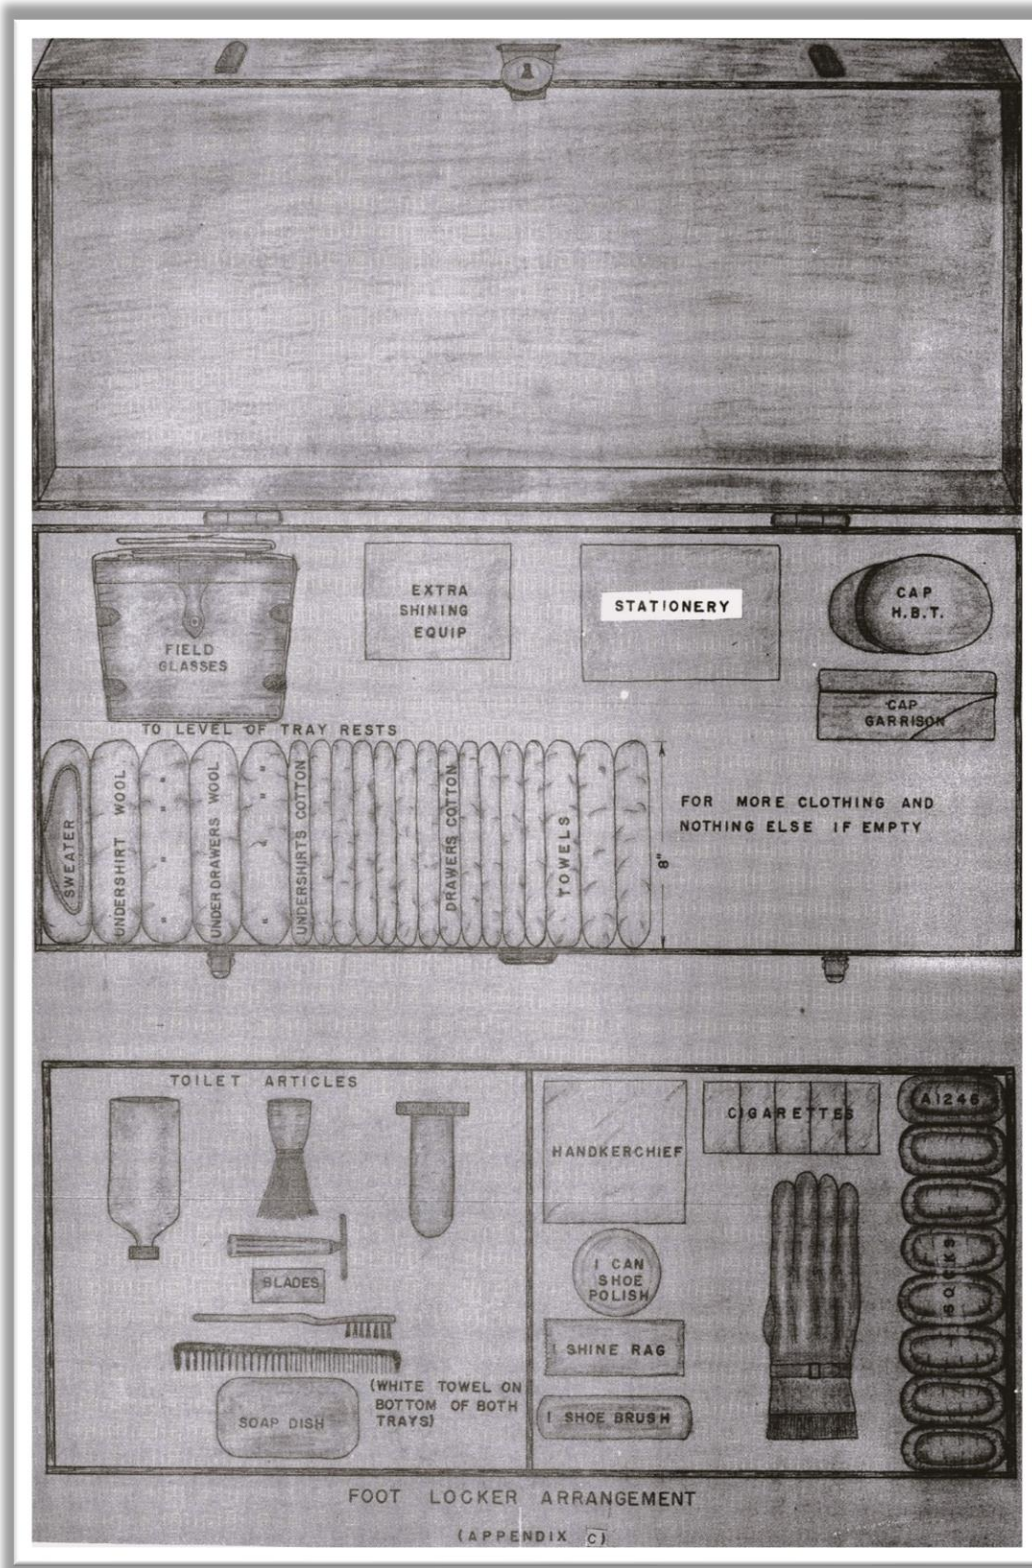 EXTRA
SHINING
EQUIP
STATIONERY
CAP
H.B.T.
FIELD
GLASSES
CAP
GARRISON
TO LEVEL OF TRAY RESTS
SWEATER
UNDERSHIRT WOOL
"
"
"
"
UNDERDRAWERS WOOL
"
"
"
UNDERSHIRTS COTTON
DRAWERS COTTON
TOWELS
8"
FOR MORE CLOTHING AND
NOTHING ELSE IF EMPTY
TOILET ARTICLES
BLADES
(WHITE TOWEL ON
BOTTOM OF BOTH
TRAYS)
SOAP DISH
HANDKERCHIEF
CIGARETTES
A1246
SOCKS
1 CAN
SHOE
POLISH
1 SHINE RAG
1 SHOE BRUSH
FOOT LOCKER ARRANGEMENT
(APPENDIX C)